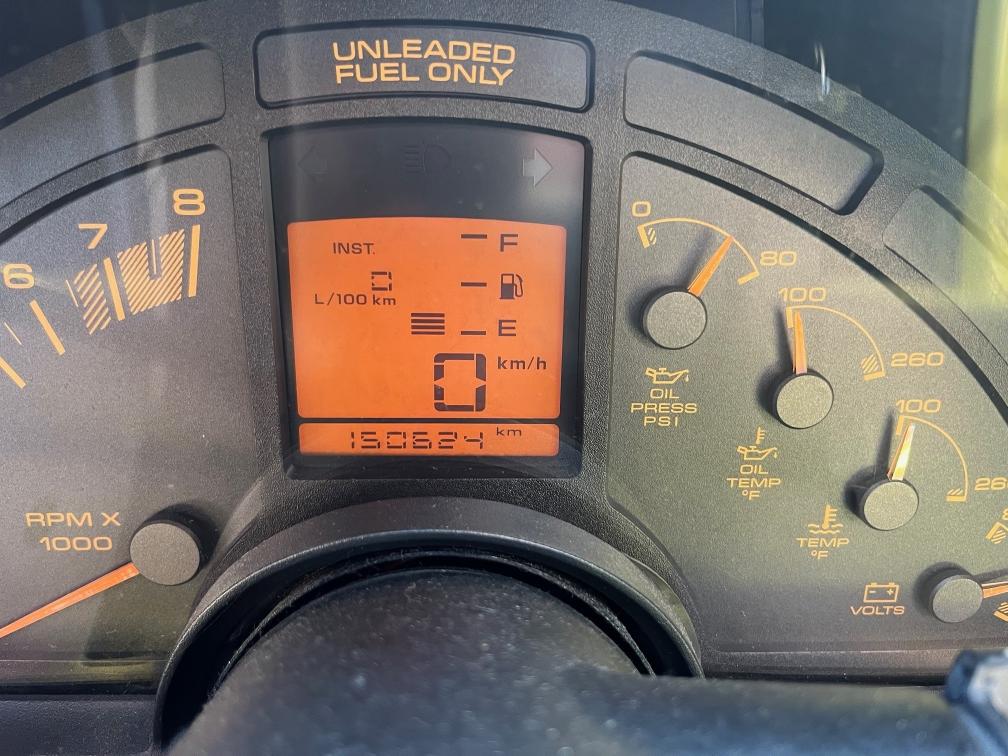 UNLEADED
FUEL ONLY
6 7 8
INST.
0
L/100 km
F
E
0 km/h
150624 km
RPM X
1000
0 80
OIL
PRESS
PSI
100 260
OIL
TEMP
°F
100
TEMP
°F
VOLTS